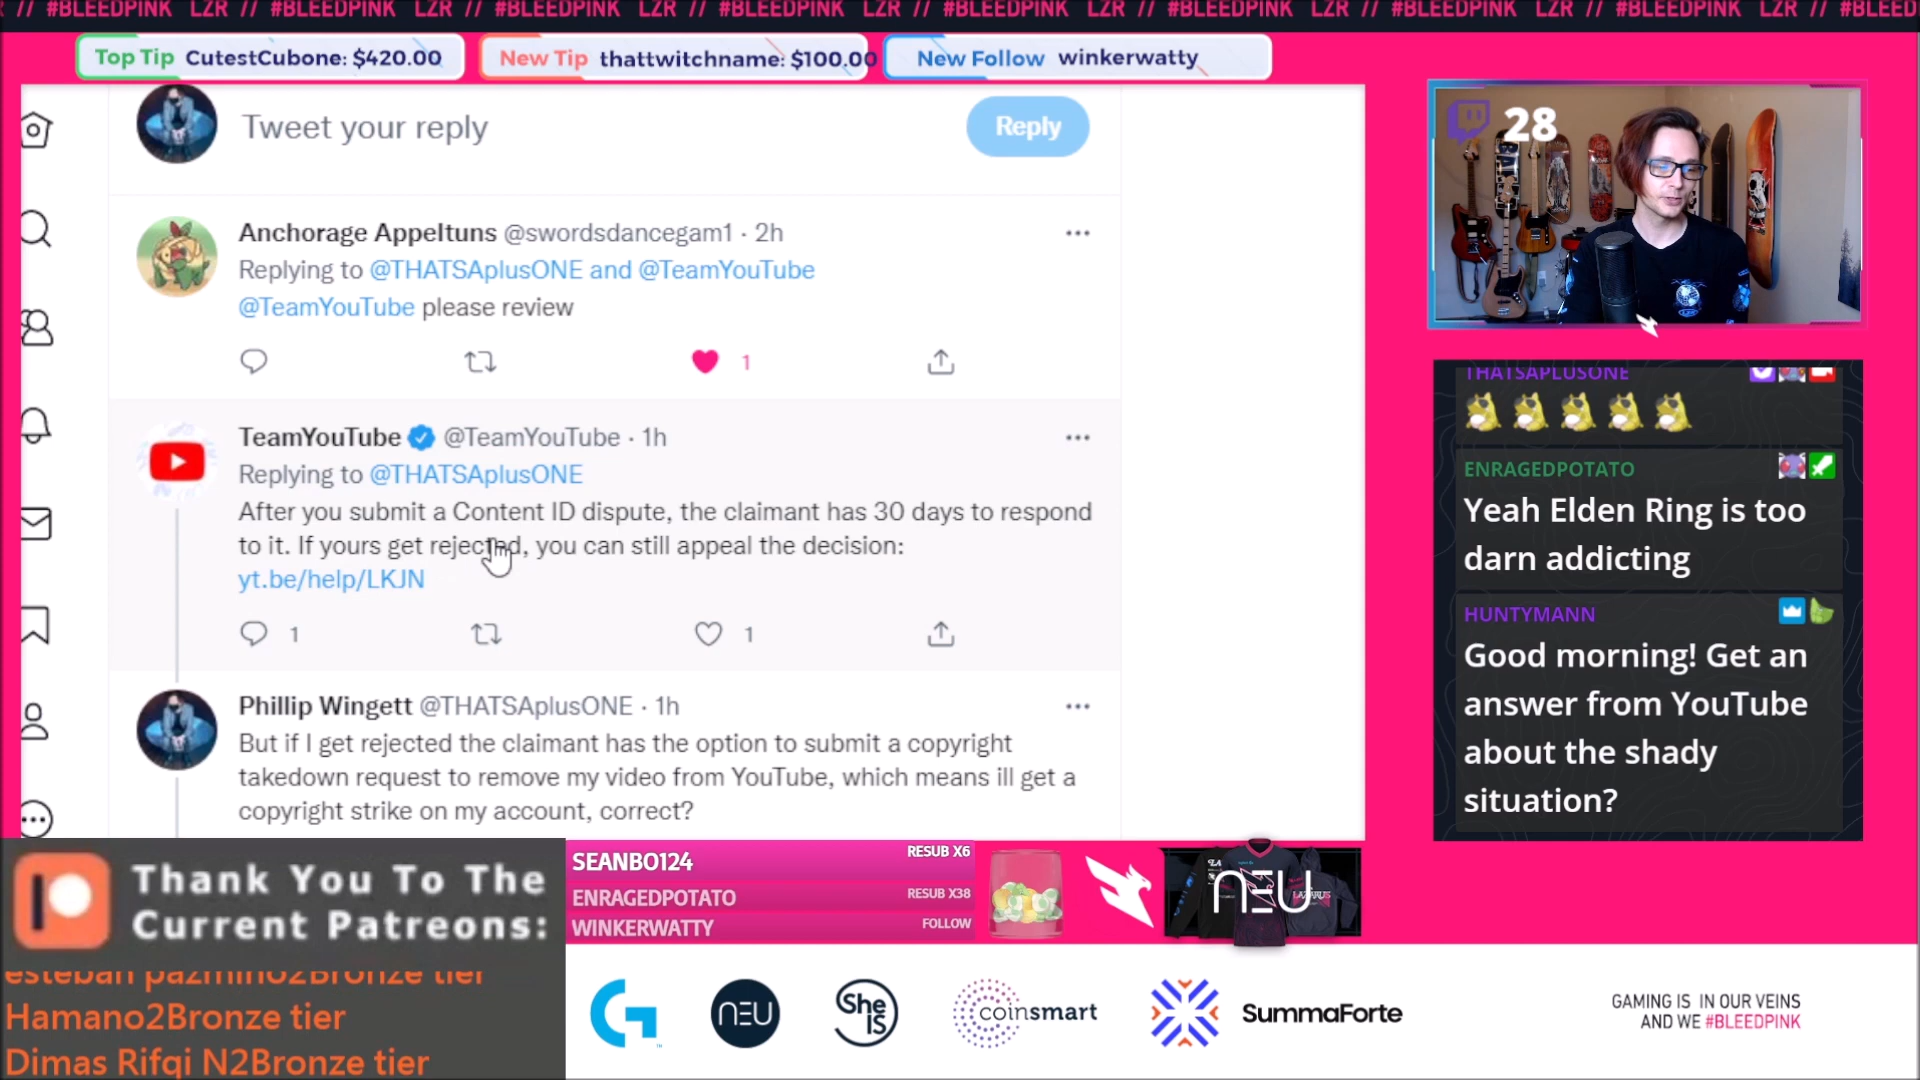 // #BLEEDPINK LZR // #BLEEDPINK LZR // #BLEEDPINK LZR // #BLEEDPINK LZR // #BLEEDPINK LZR // #BLEEDPINK LZR // #BLEEDPINK LZR // #BLEEDPINK LZR // #BLEED
Top Tip CutestCubone: $420.00
New Tip thattwitchname: $100.00
New Follow winkerwatty
Tweet your reply
Reply
Anchorage Appeltuns @swordsdancegam1 · 2h
Replying to @THATSAplusONE and @TeamYouTube
@TeamYouTube please review
1
TeamYouTube @TeamYouTube · 1h
Replying to @THATSAplusONE
After you submit a Content ID dispute, the claimant has 30 days to respond
to it. If yours get rejected, you can still appeal the decision:
yt.be/help/LKJN
1 1
Phillip Wingett @THATSAplusONE · 1h
But if I get rejected the claimant has the option to submit a copyright
takedown request to remove my video from YouTube, which means ill get a
copyright strike on my account, correct?
28
THATSAPLUSONE
ENRAGEDPOTATO
Yeah Elden Ring is too
darn addicting
HUNTYMANN
Good morning! Get an
answer from YouTube
about the shady
situation?
Thank You To The
Current Patreons:
esteban pazmino2Bronze tier
Hamano2Bronze tier
Dimas Rifqi N2Bronze tier
SEANBO124 RESUB X6
ENRAGEDPOTATO RESUB X38
WINKERWATTY FOLLOW
NEU
G
NEU
She IS
coinsmart
SummaForte
GAMING IS IN OUR VEINS
AND WE #BLEEDPINK